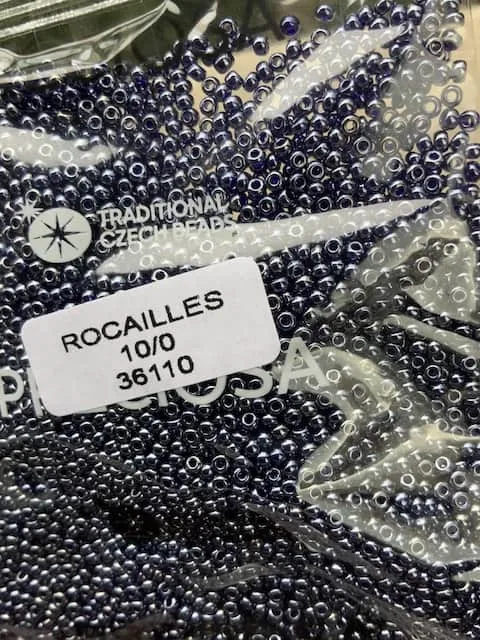 TRADITIONAL
CZECH BEADS
ROCAILLES
10/0
36110
PRECIOSA